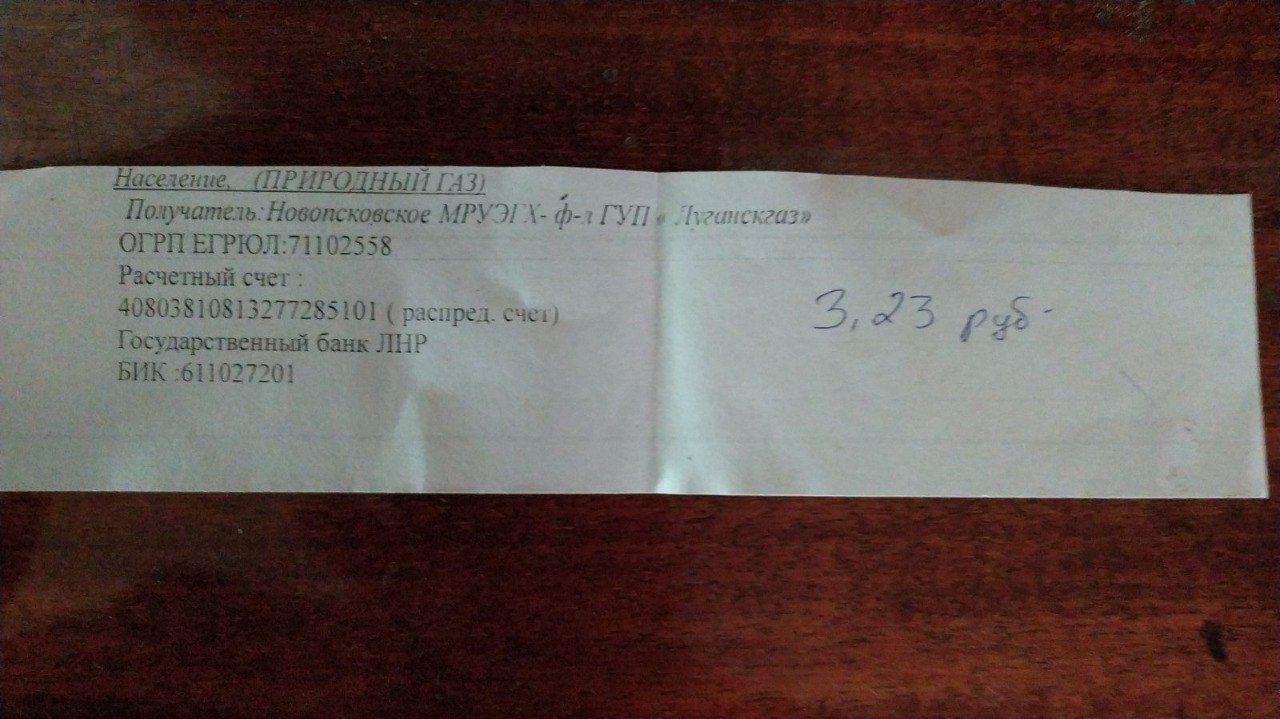 Население, (ПРИРОДНЫЙ ГАЗ)
Получатель:Новопсковское МРУЭГХ- ф-л ГУП « Луганскгаз»
ОГРП ЕГРЮЛ:71102558
Расчетный счет :
40803810813277285101 ( распред. счет)
Государственный банк ЛНР
БИК :611027201
3,23 руб-